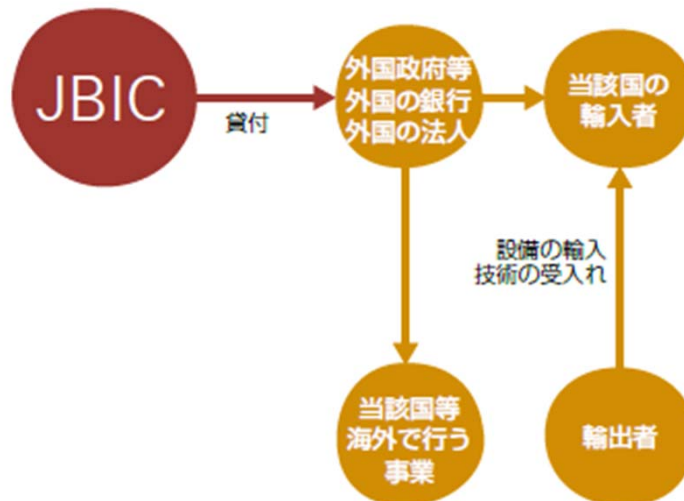 JBIC
貸付
外国政府等
外国の銀行
外国の法人
当該国の
輸入者
設備の輸入
技術の受入れ
当該国等
海外で行う
事業
輸出者